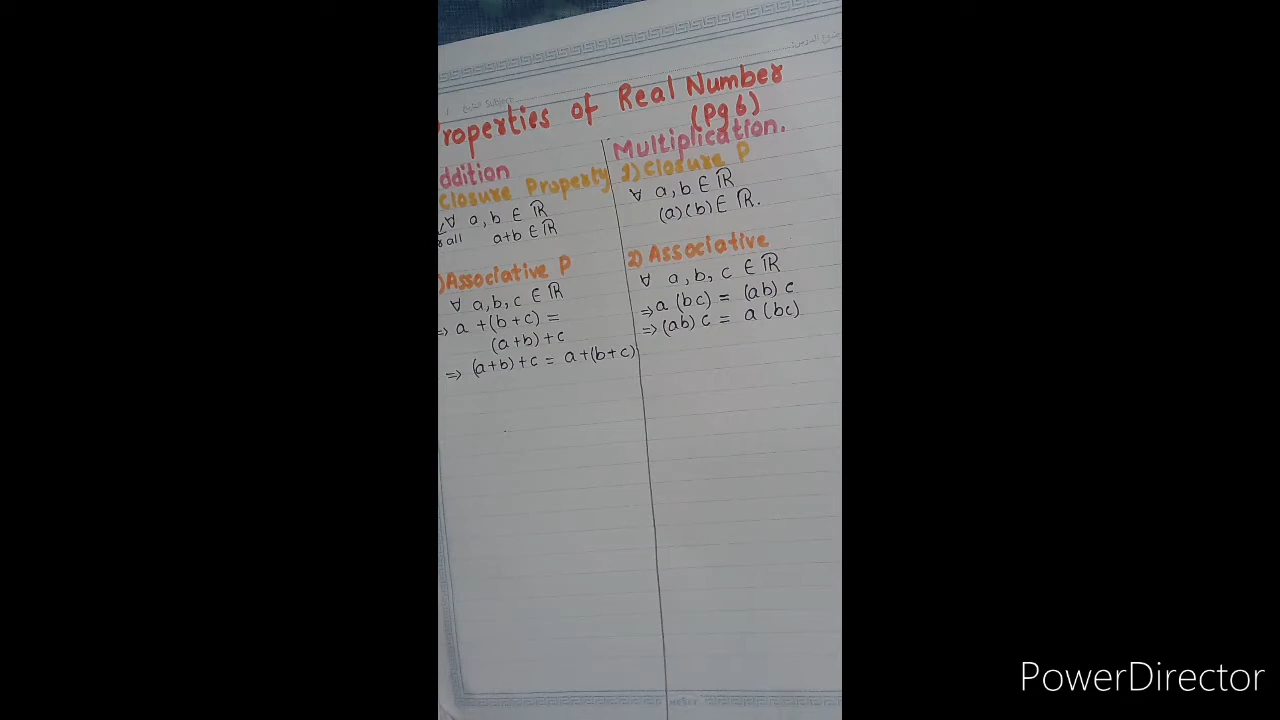 roperties of Real Number
(Pg 6)
ddition
Closure Property
∀ a, b ∈ ℝ
r all a+b ∈ ℝ
)Associative P
∀ a, b, c ∈ ℝ
=> a +(b + c) =
(a+b) + c
=> (a+b) + c = a+(b+c)
Multiplication.
1) Closure P
∀ a, b ∈ ℝ
(a)(b) ∈ ℝ.
2) Associative
∀ a, b, c ∈ ℝ
=> a (bc) = (ab) c
=> (ab) c = a (bc)
PowerDirector